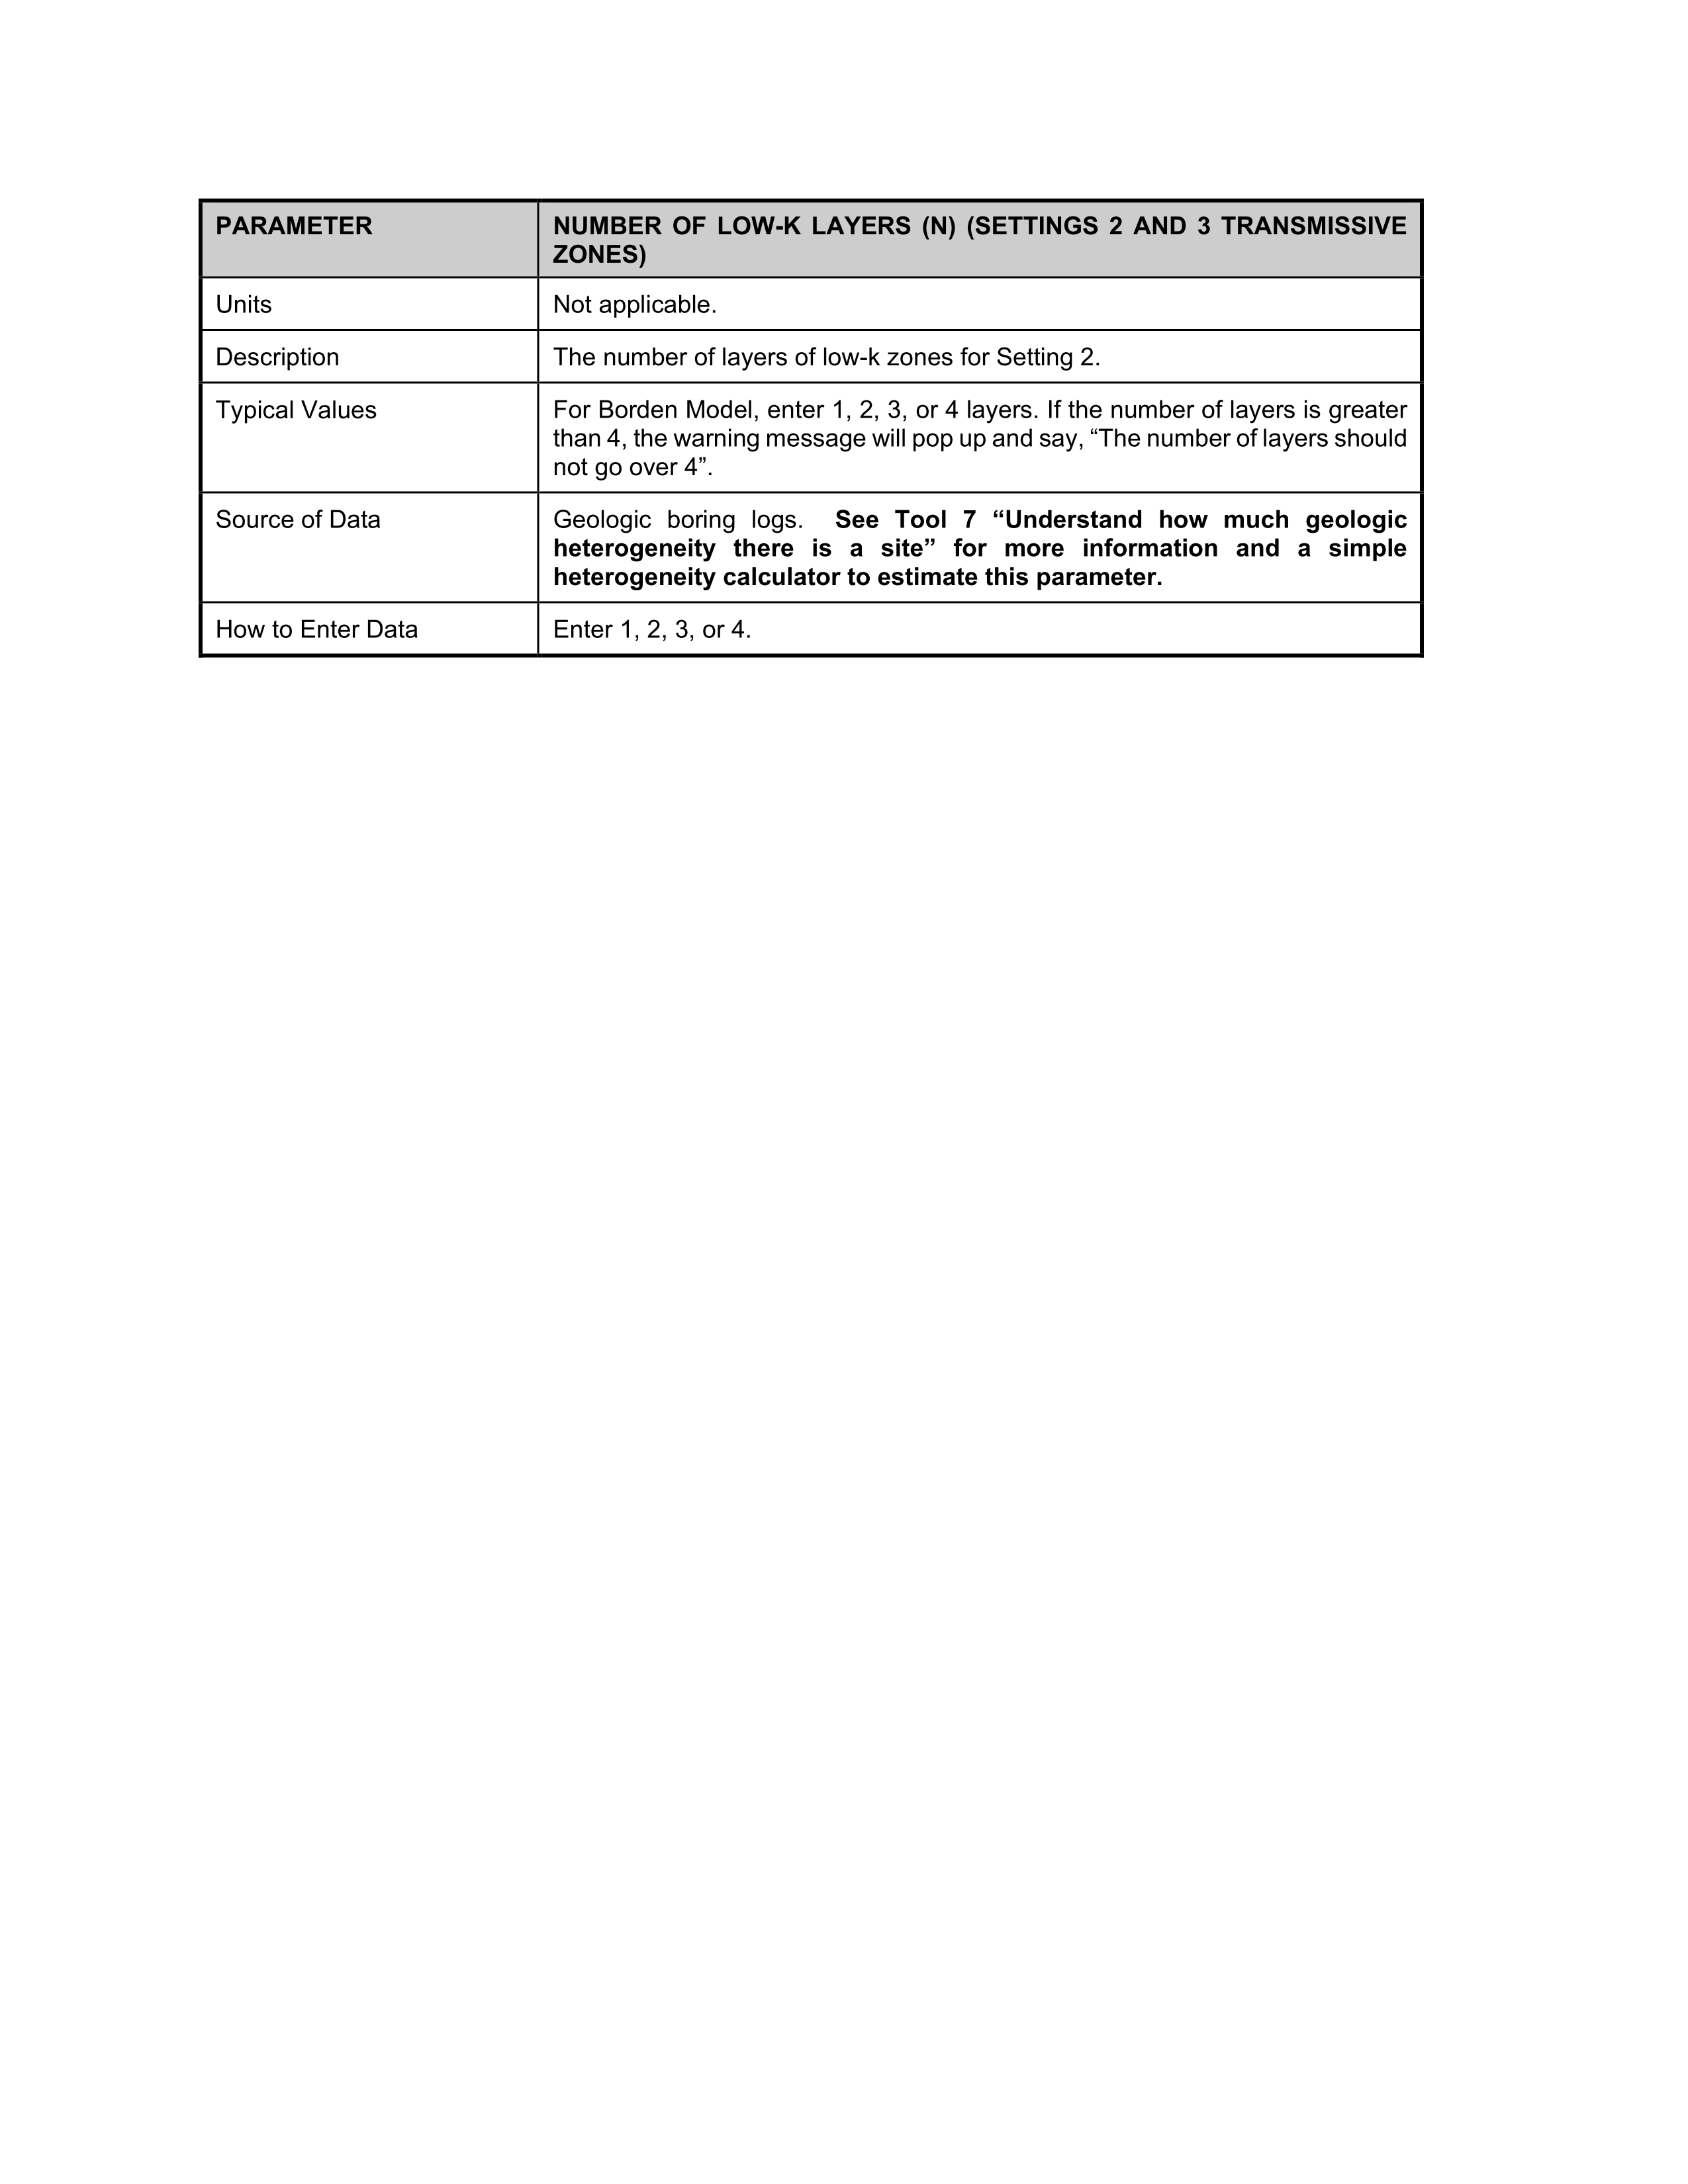 PARAMETER
NUMBER OF LOW-K LAYERS (N) (SETTINGS 2 AND 3 TRANSMISSIVE
ZONES)
Units
Not applicable.
Description
The number of layers of low-k zones for Setting 2.
Typical Values
For Borden Model, enter 1, 2, 3, or 4 layers. If the number of layers is greater
than 4, the warning message will pop up and say, “The number of layers should
not go over 4”.
Source of Data
Geologic boring logs.  See Tool 7 “Understand how much geologic
heterogeneity there is a site” for more information and a simple
heterogeneity calculator to estimate this parameter.
How to Enter Data
Enter 1, 2, 3, or 4.